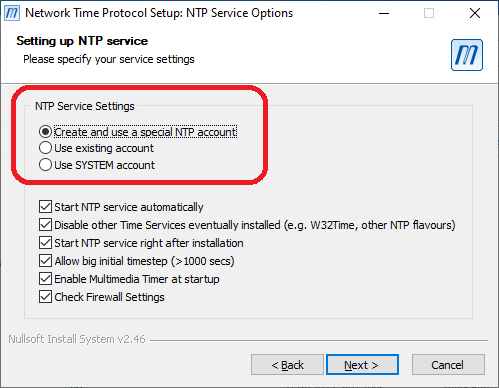 Network Time Protocol Setup: NTP Service Options
Setting up NTP service
Please specify your service settings
NTP Service Settings
Create and use a special NTP account
Use existing account
Use SYSTEM account
Start NTP service automatically
Disable other Time Services eventually installed (e.g. W32Time, other NTP flavours)
Start NTP service right after installation
Allow big initial timestep (>1000 secs)
Enable Multimedia Timer at startup
Check Firewall Settings
Nullsoft Install System v2.46
< Back Next > Cancel